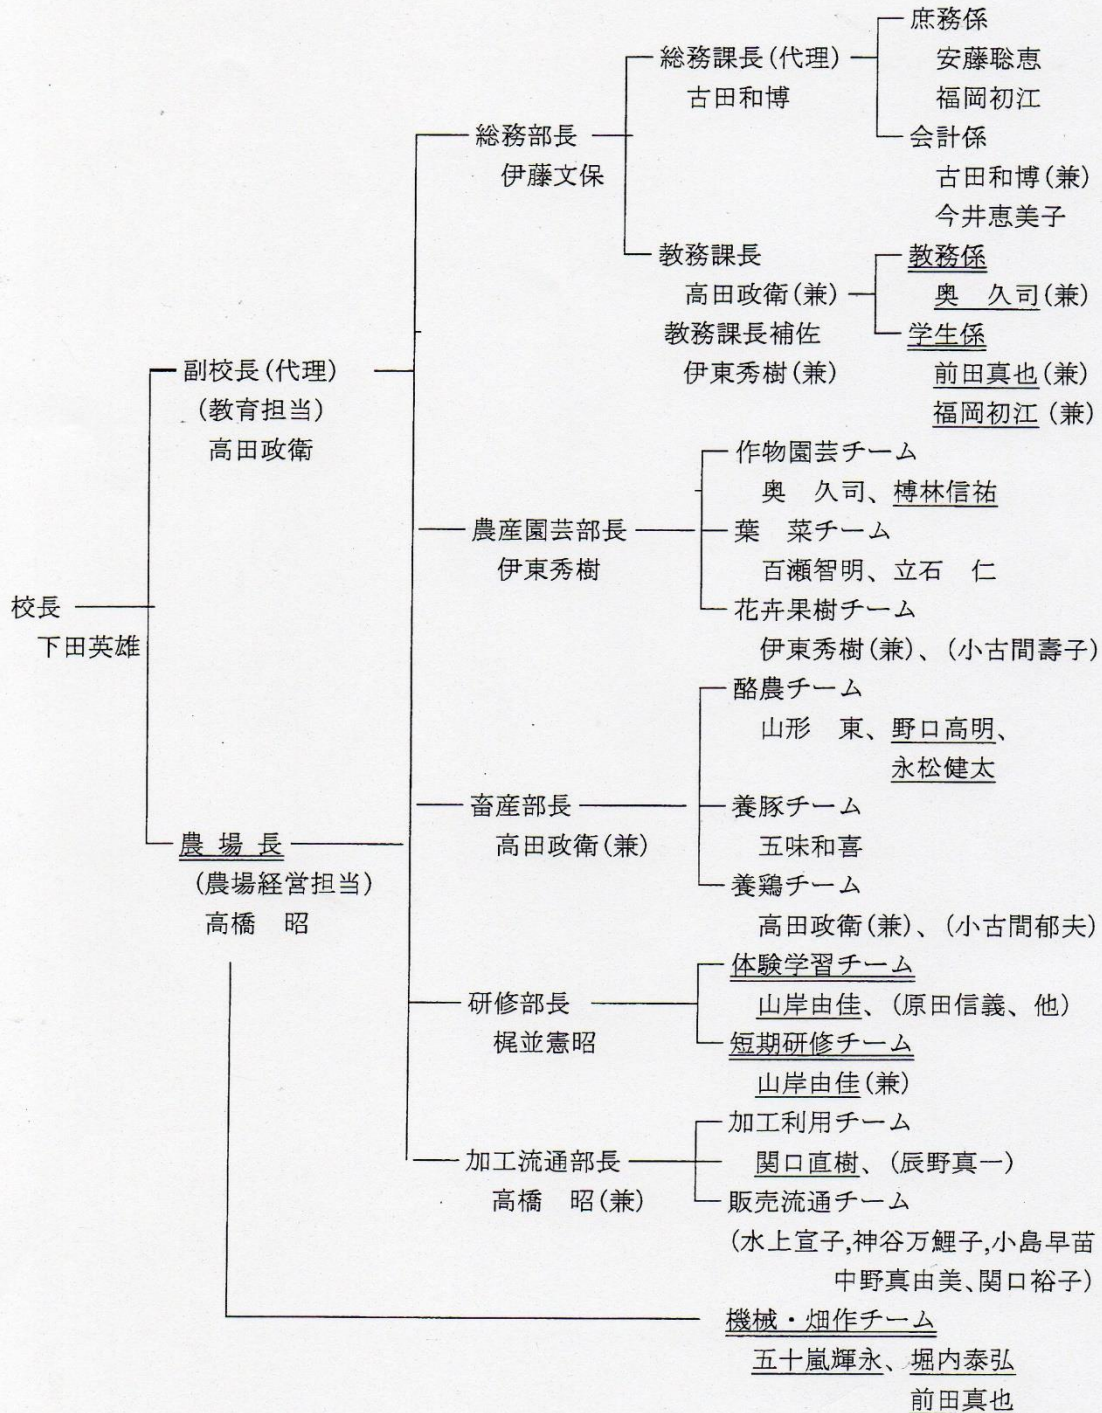 校長
下田英雄
副校長(代理)
(教育担当)
高田政衛
農場長
(農場経営担当)
高橋　昭
総務部長
伊藤文保
総務課長(代理)
古田和博
庶務係
安藤聡恵
福岡初江
会計係
古田和博(兼)
今井恵美子
教務課長
高田政衛(兼)
教務課長補佐
伊東秀樹(兼)
教務係
奥　久司(兼)
学生係
前田真也(兼)
福岡初江(兼)
農産園芸部長
伊東秀樹
作物園芸チーム
奥　久司、榑林信祐
葉　菜チーム
百瀬智明、立石　仁
花卉果樹チーム
伊東秀樹(兼)、(小古間壽子)
畜産部長
高田政衛(兼)
酪農チーム
山形　東、野口高明、
永松健太
養豚チーム
五味和喜
養鶏チーム
高田政衛(兼)、(小古間郁夫)
研修部長
梶並憲昭
体験学習チーム
山岸由佳、(原田信義、他)
短期研修チーム
山岸由佳(兼)
加工流通部長
高橋　昭(兼)
加工利用チーム
関口直樹、(辰野真一)
販売流通チーム
(水上宣子,神谷万鯉子,小島早苗
中野真由美、関口裕子)
機械・畑作チーム
五十嵐輝永、堀内泰弘
前田真也